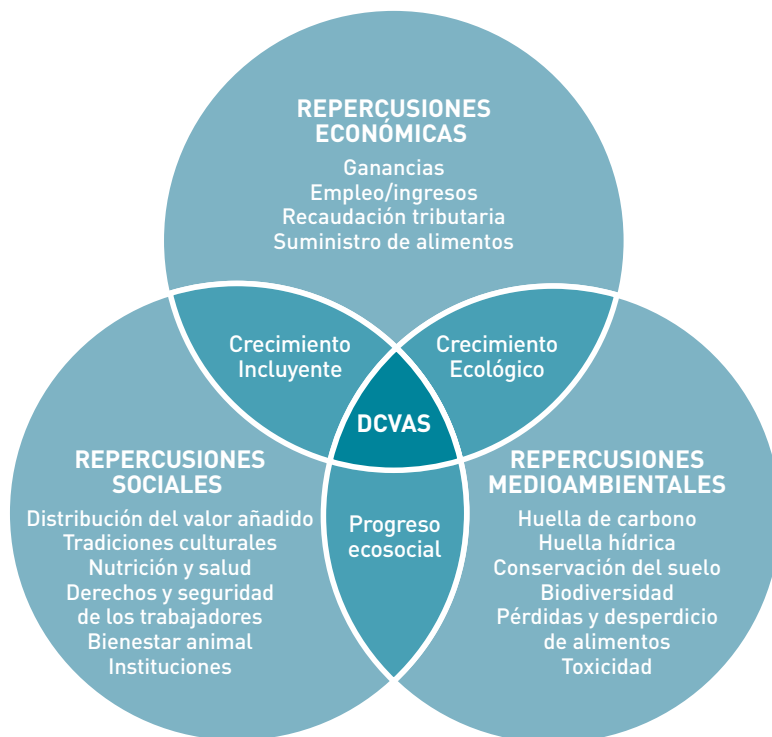 REPERCUSIONES
ECONÓMICAS
Ganancias
Empleo/ingresos
Recaudación tributaria
Suministro de alimentos
Crecimiento
Incluyente
Crecimiento
Ecológico
DCVAS
REPERCUSIONES
SOCIALES
Distribución del valor añadido
Tradiciones culturales
Nutrición y salud
Derechos y seguridad
de los trabajadores
Bienestar animal
Instituciones
Progreso
ecosocial
REPERCUSIONES
MEDIOAMBIENTALES
Huella de carbono
Huella hídrica
Conservación del suelo
Biodiversidad
Pérdidas y desperdicio
de alimentos
Toxicidad